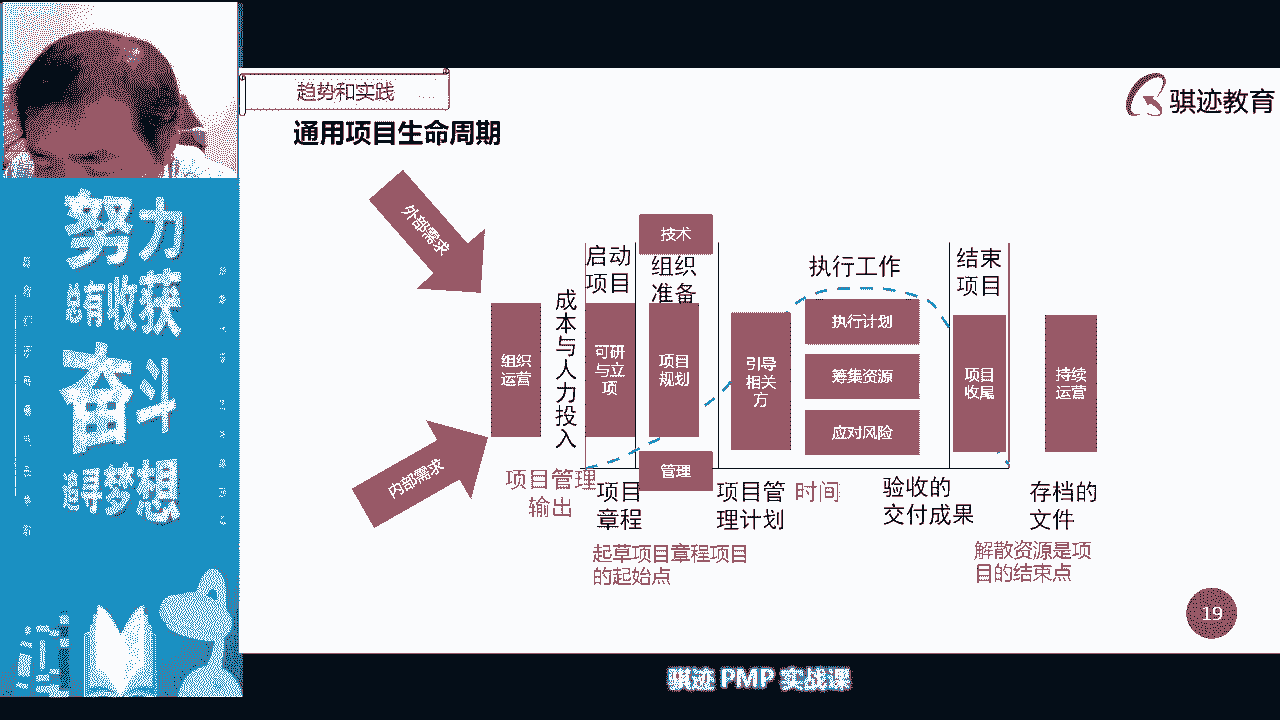 趋势和实践
骐迹教育
通用项目生命周期
努力
总有收获
奋斗
追寻梦想
外部需求
内部需求
组织
运营
成本与人力投入
启动
项目
可研
与立
项
技术
组织
准备
项目
规划
管理
引导
相关
方
执行工作
执行计划
筹集资源
应对风险
结束
项目
项目
收尾
持续
运营
项目管理
输出
项目
章程
项目管
理计划
时间
验收的
交付成果
存档的
文件
起草项目章程项目
的起始点
解散资源是项
目的结束点
19
骐迹 PMP 实战课